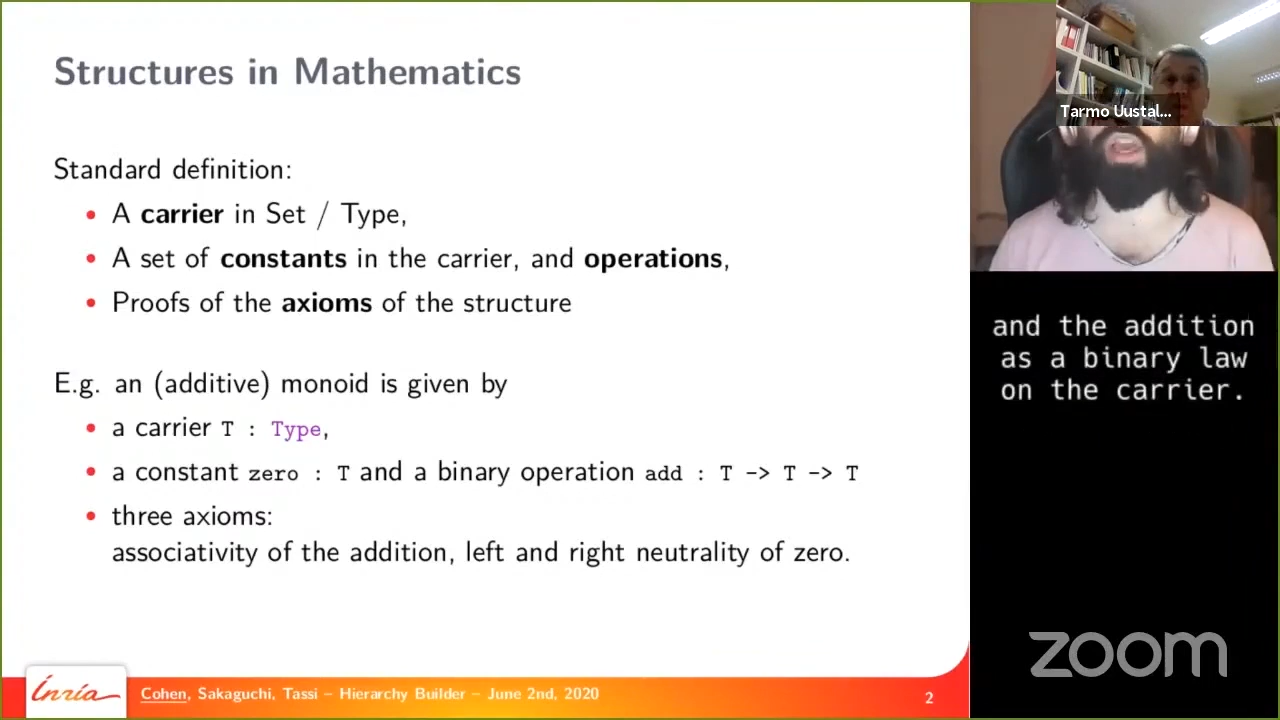 Structures in Mathematics
Standard definition:
• A carrier in Set / Type,
• A set of constants in the carrier, and operations,
• Proofs of the axioms of the structure
E.g. an (additive) monoid is given by
• a carrier T : Type,
• a constant zero : T and a binary operation add : T -> T -> T
• three axioms:
associativity of the addition, left and right neutrality of zero.
Inria
Cohen, Sakaguchi, Tassi – Hierarchy Builder – June 2nd, 2020
2
Tarmo Uustal...
and the addition
as a binary law
on the carrier.
zoom